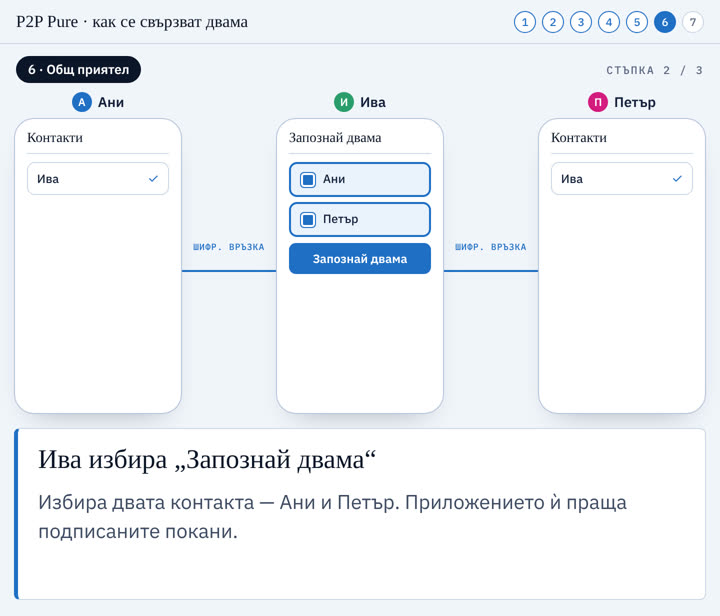 P2P Pure · как се свързват двама
1 2 3 4 5 6 7
6 · Общ приятел
СТЪПКА 2 / 3
А Ани
И Ива
П Петър
Контакти
Ива
Запознай двама
Ани
Петър
Запознай двама
Контакти
Ива
ШИФР. ВРЪЗКА
ШИФР. ВРЪЗКА
Ива избира „Запознай двама“
Избира двата контакта — Ани и Петър. Приложението ѝ праща
подписаните покани.